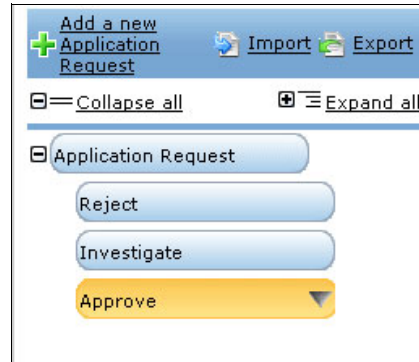 Add a new
Application
Request
Import
Export
Collapse all
Expand all
Application Request
Reject
Investigate
Approve